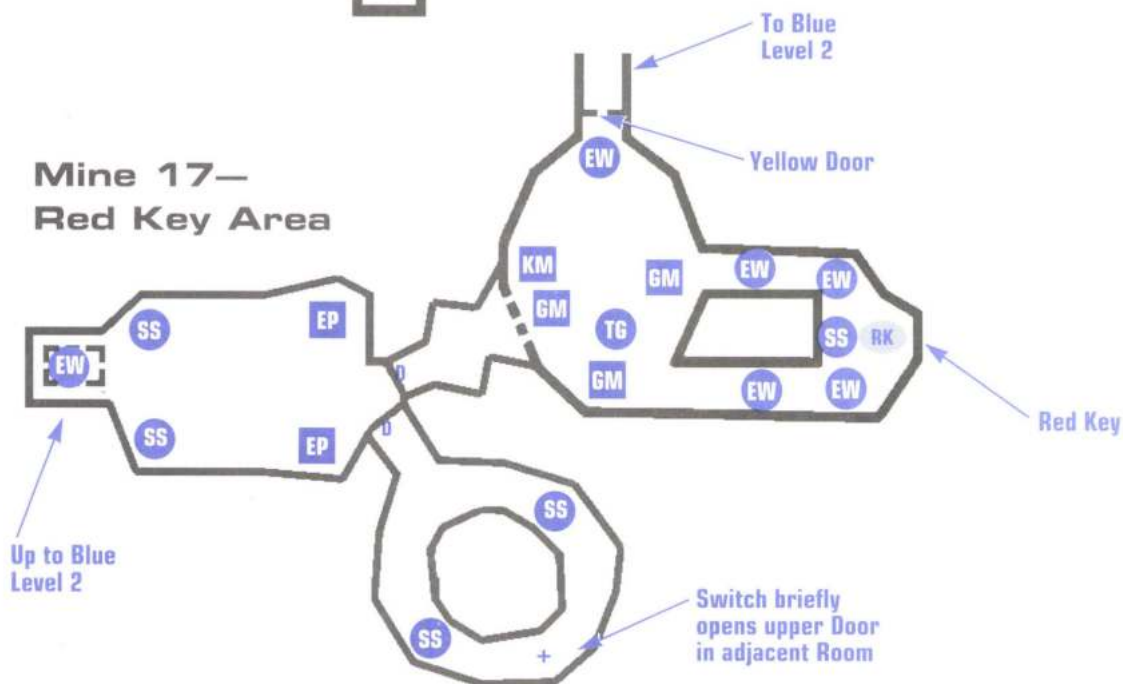 To Blue
Level 2
Yellow Door
EW
Mine 17—
Red Key Area
KM
GM
EW
EW
GM
EP
SS
TG
SS
RK
EW
D
GM
EW
EW
Red Key
SS
EP
D
SS
Up to Blue
Level 2
Switch briefly
opens upper Door
in adjacent Room
SS
+